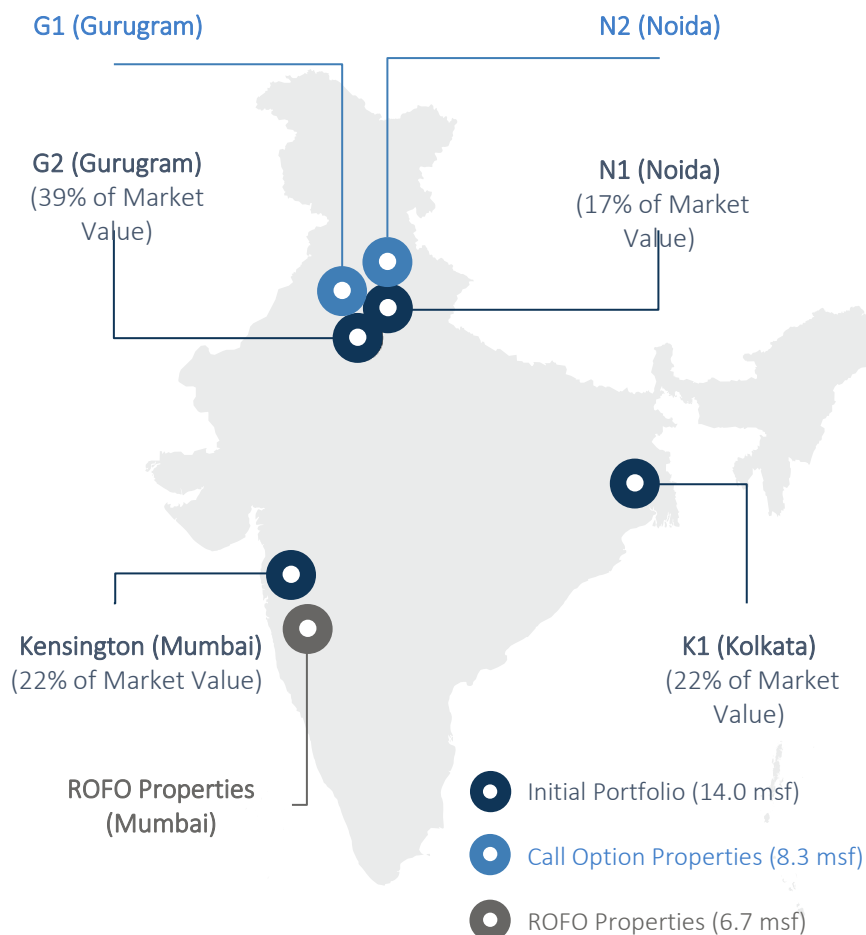 G1 (Gurugram)
N2 (Noida)
G2 (Gurugram)
(39% of Market
Value)
N1 (Noida)
(17% of Market
Value)
Kensington (Mumbai)
(22% of Market Value)
K1 (Kolkata)
(22% of Market
Value)
ROFO Properties
(Mumbai)
Initial Portfolio (14.0 msf)
Call Option Properties (8.3 msf)
ROFO Properties (6.7 msf)